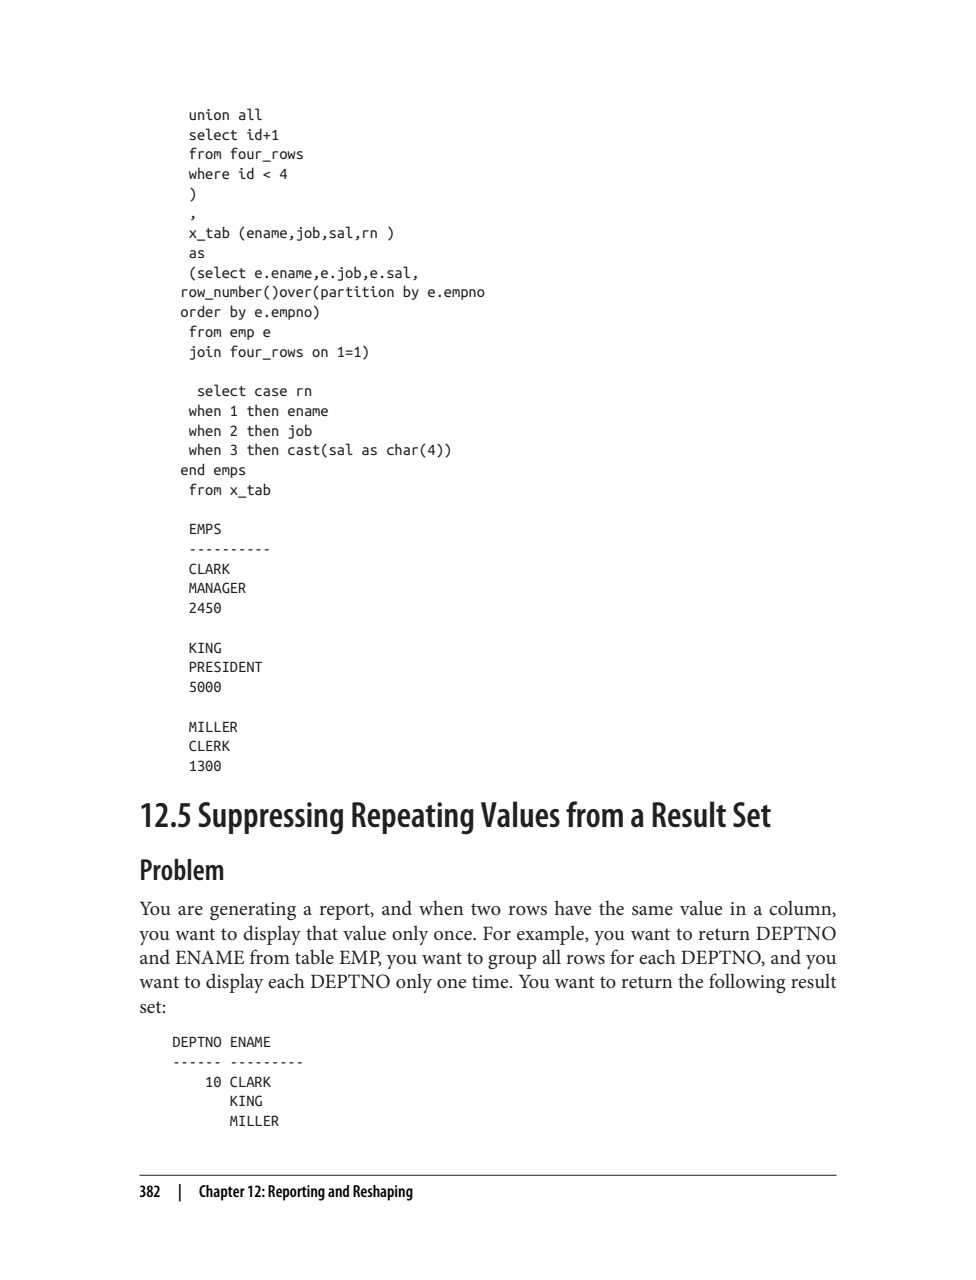 union all
select id+1
from four_rows
where id < 4
)
,
x_tab (ename,job,sal,rn )
as
(select e.ename,e.job,e.sal,
row_number()over(partition by e.empno
order by e.empno)
from emp e
join four_rows on 1=1)
select case rn
when 1 then ename
when 2 then job
when 3 then cast(sal as char(4))
end emps
from x_tab
EMPS
----------
CLARK
MANAGER
2450
KING
PRESIDENT
5000
MILLER
CLERK
1300
12.5 Suppressing Repeating Values from a Result Set
Problem
You are generating a report, and when two rows have the same value in a column,
you want to display that value only once. For example, you want to return DEPTNO
and ENAME from table EMP, you want to group all rows for each DEPTNO, and you
want to display each DEPTNO only one time. You want to return the following result
set:
DEPTNO ENAME
------ ---------
10 CLARK
KING
MILLER
382 | Chapter 12: Reporting and Reshaping